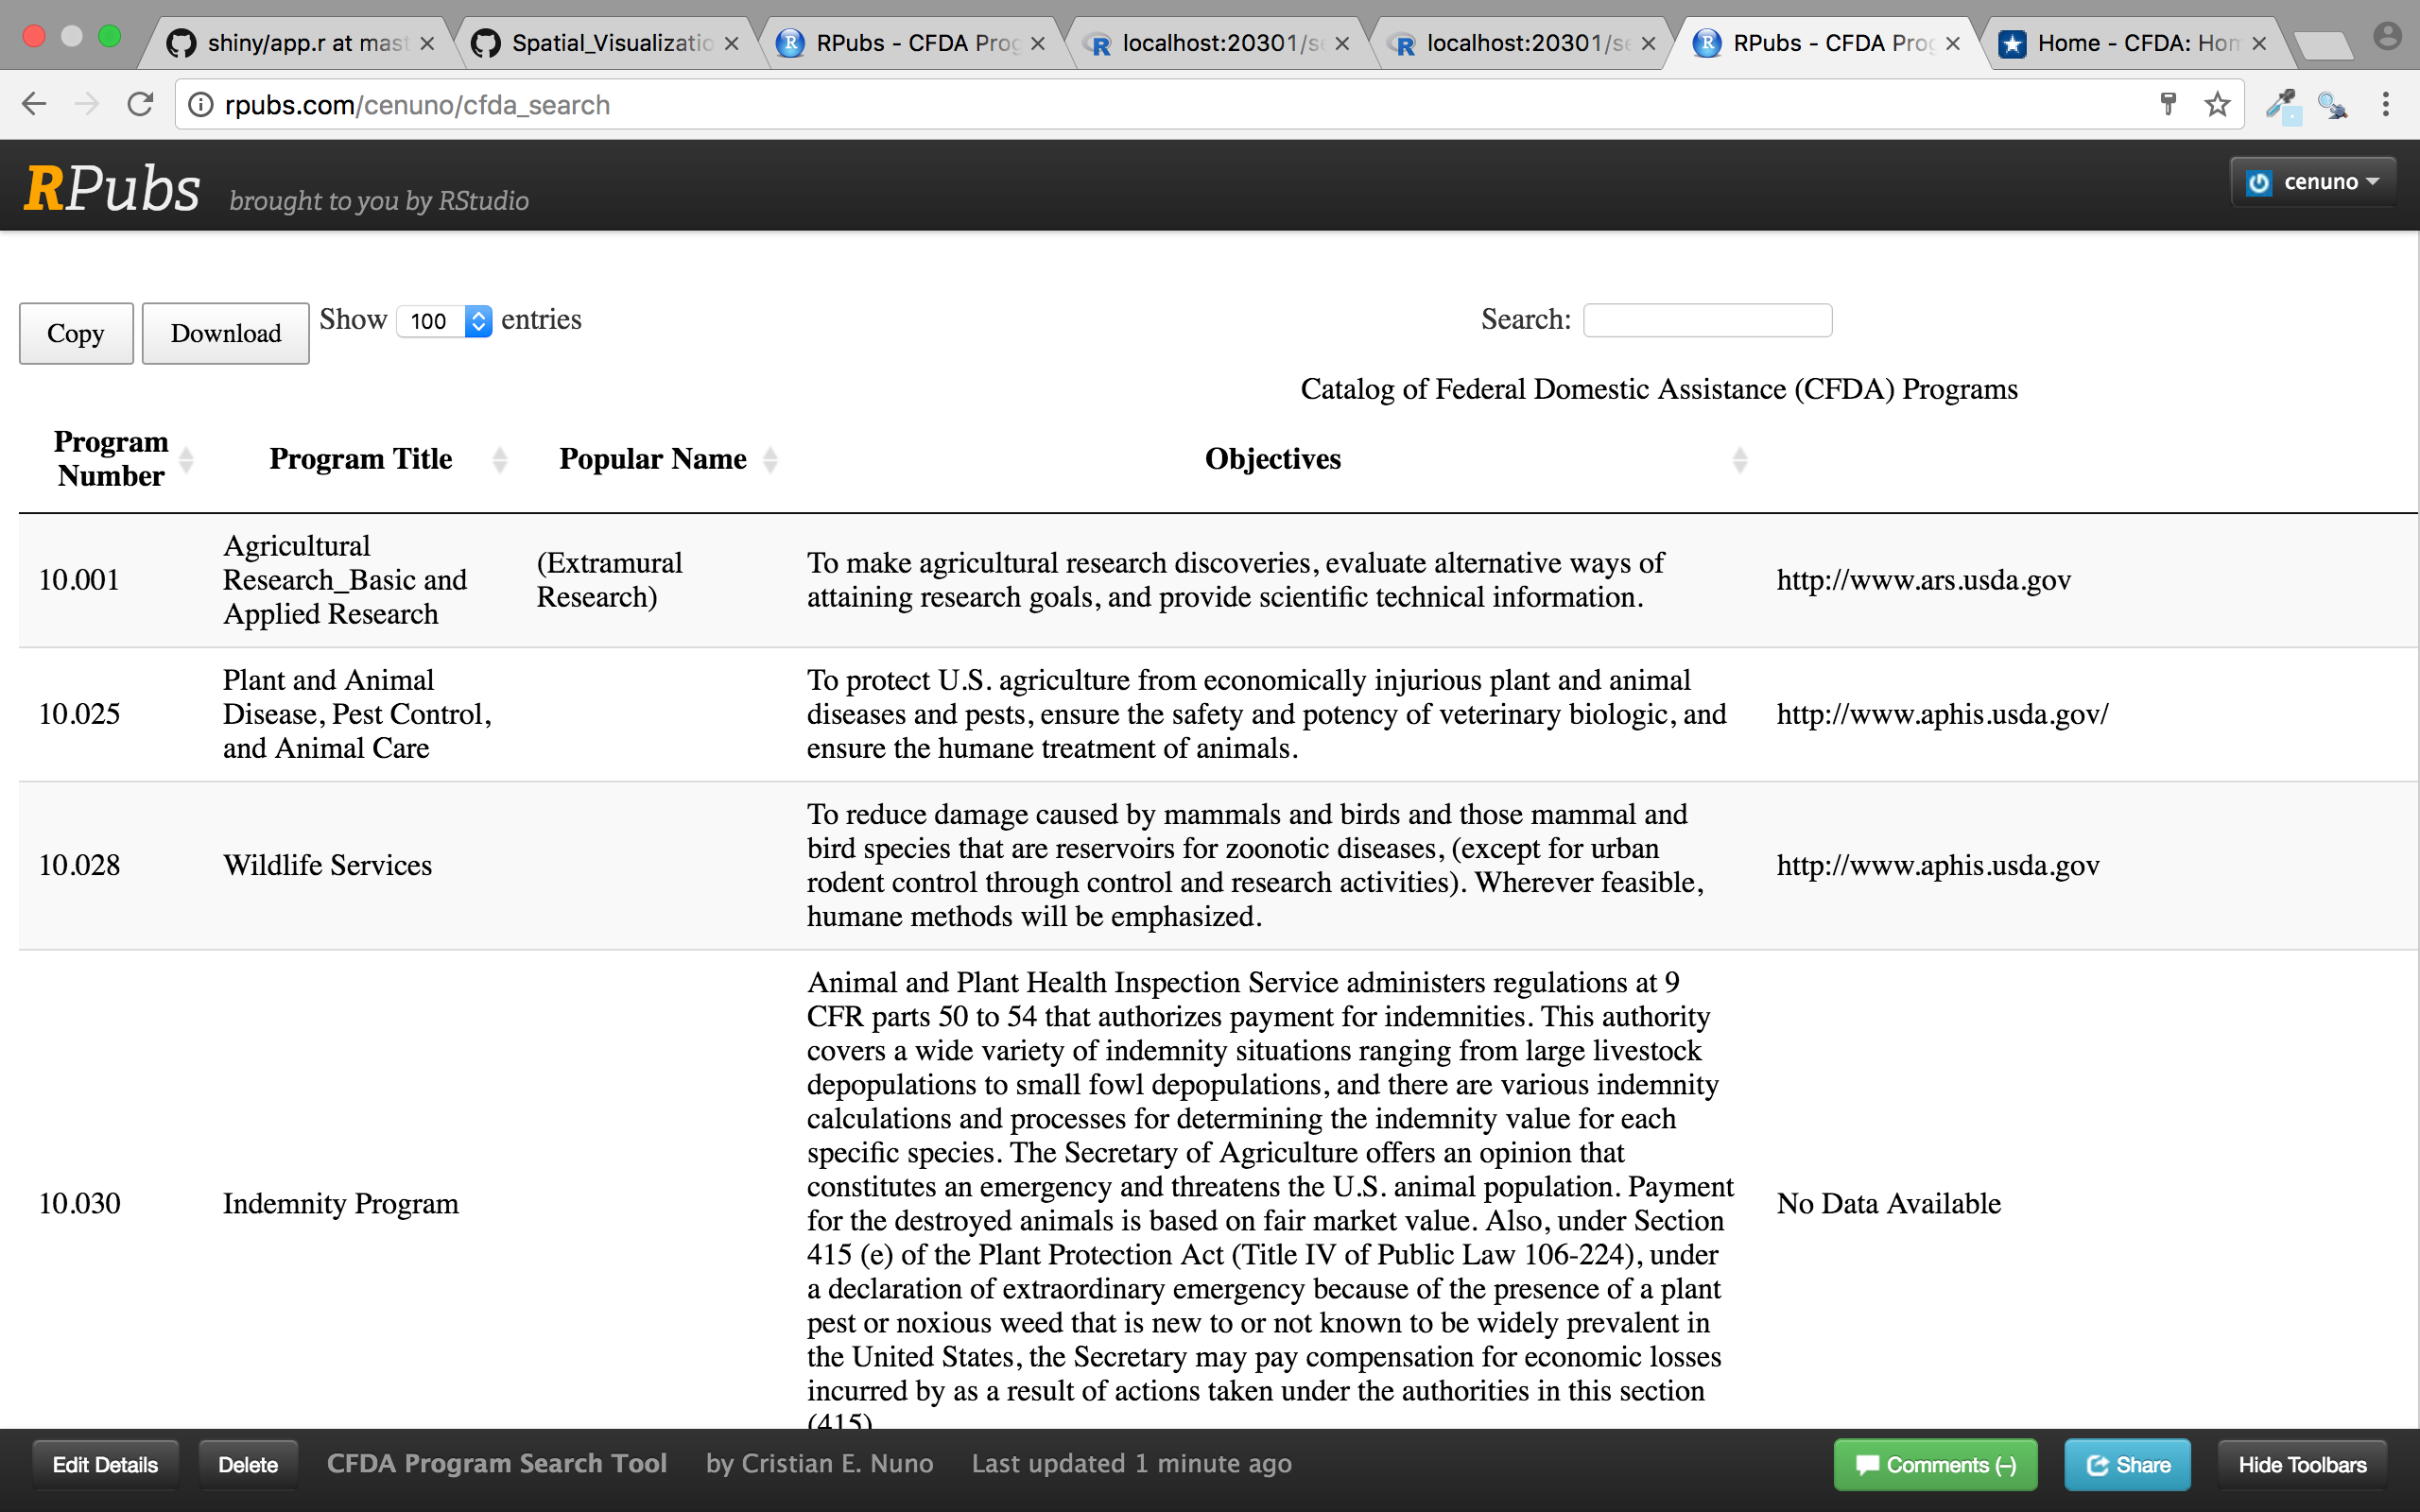 shiny/app.r at mast
Spatial_Visualizatio
RPubs - CFDA Prog
localhost:20301/se
localhost:20301/se
RPubs - CFDA Prog
Home - CFDA: Hom
rpubs.com/cenuno/cfda_search
RPubs brought to you by RStudio
cenuno
Copy
Download
Show 100 entries
Search:
Catalog of Federal Domestic Assistance (CFDA) Programs
Program
Number
Program Title
Popular Name
Objectives
10.001
Agricultural
Research_Basic and
Applied Research
(Extramural
Research)
To make agricultural research discoveries, evaluate alternative ways of
attaining research goals, and provide scientific technical information.
http://www.ars.usda.gov
10.025
Plant and Animal
Disease, Pest Control,
and Animal Care
To protect U.S. agriculture from economically injurious plant and animal
diseases and pests, ensure the safety and potency of veterinary biologic, and
ensure the humane treatment of animals.
http://www.aphis.usda.gov/
10.028
Wildlife Services
To reduce damage caused by mammals and birds and those mammal and
bird species that are reservoirs for zoonotic diseases, (except for urban
rodent control through control and research activities). Wherever feasible,
humane methods will be emphasized.
http://www.aphis.usda.gov
10.030
Indemnity Program
Animal and Plant Health Inspection Service administers regulations at 9
CFR parts 50 to 54 that authorizes payment for indemnities. This authority
covers a wide variety of indemnity situations ranging from large livestock
depopulations to small fowl depopulations, and there are various indemnity
calculations and processes for determining the indemnity value for each
specific species. The Secretary of Agriculture offers an opinion that
constitutes an emergency and threatens the U.S. animal population. Payment
for the destroyed animals is based on fair market value. Also, under Section
415 (e) of the Plant Protection Act (Title IV of Public Law 106-224), under
a declaration of extraordinary emergency because of the presence of a plant
pest or noxious weed that is new to or not known to be widely prevalent in
the United States, the Secretary may pay compensation for economic losses
incurred by as a result of actions taken under the authorities in this section
(415)
No Data Available
Edit Details
Delete
CFDA Program Search Tool
by Cristian E. Nuno
Last updated 1 minute ago
Comments (–)
Share
Hide Toolbars